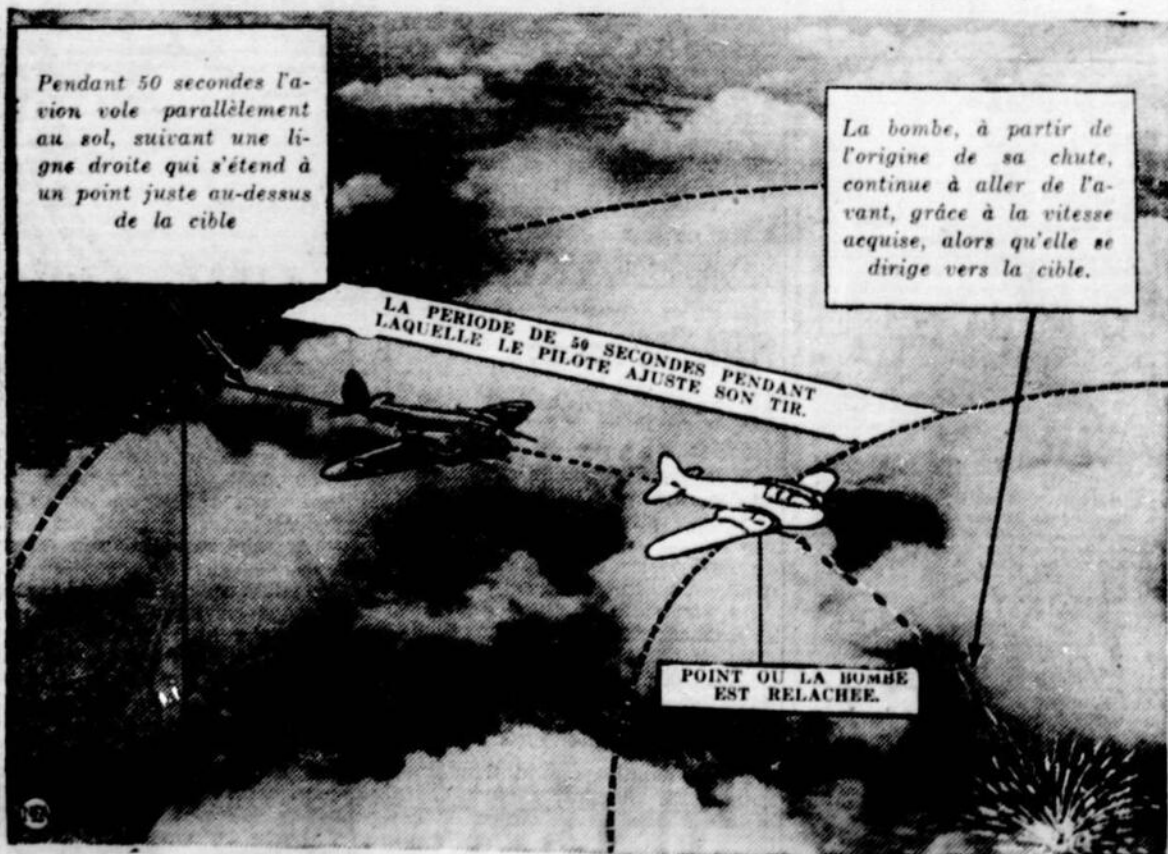 Pendant 50 secondes l'a-
vion vole parallèlement
au sol, suivant une li-
gne droite qui s'étend à
un point juste au-dessus
de la cible
La bombe, à partir de
l'origine de sa chute,
continue à aller de l'a-
vant, grâce à la vitesse
acquise, alors qu'elle se
dirige vers la cible.
LA PERIODE DE 50 SECONDES PENDANT
LAQUELLE LE PILOTE AJUSTE SON TIR.
POINT OU LA BOMBE
EST RELACHEE.